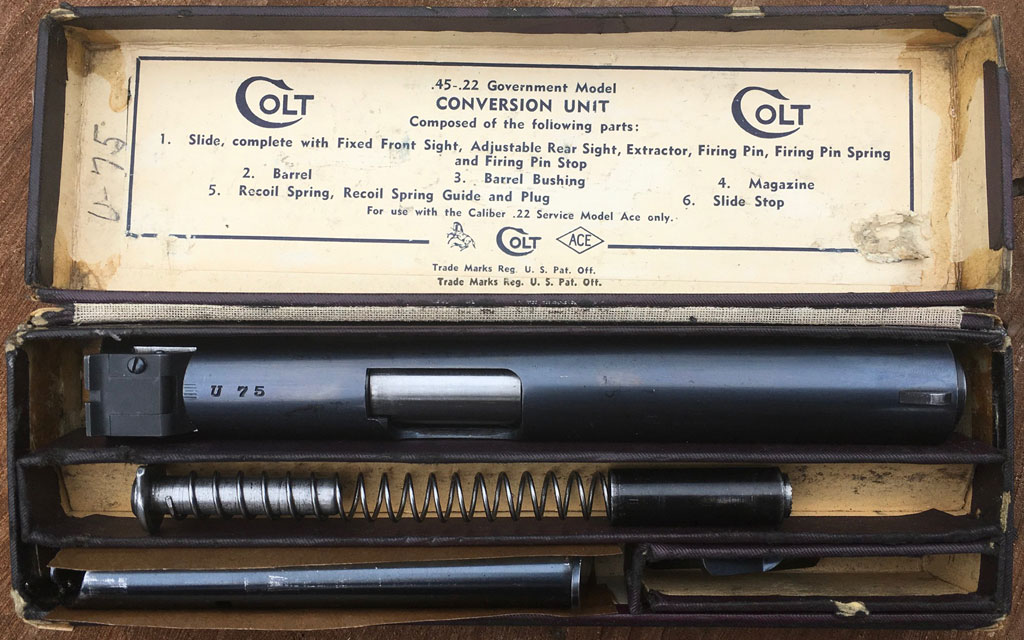 COLT
.45-.22 Government Model
COLT
CONVERSION UNIT
Composed of the following parts:
1. Slide, complete with Fixed Front Sight, Adjustable Rear Sight, Extractor, Firing Pin, Firing Pin Spring
and Firing Pin Stop
2. Barrel 3. Barrel Bushing 4. Magazine
5. Recoil Spring, Recoil Spring Guide and Plug 6. Slide Stop
For use with the Caliber .22 Service Model Ace only.
COLT ACE
Trade Marks Reg. U. S. Pat. Off.
Trade Marks Reg. U. S. Pat. Off.
U-75
U 75